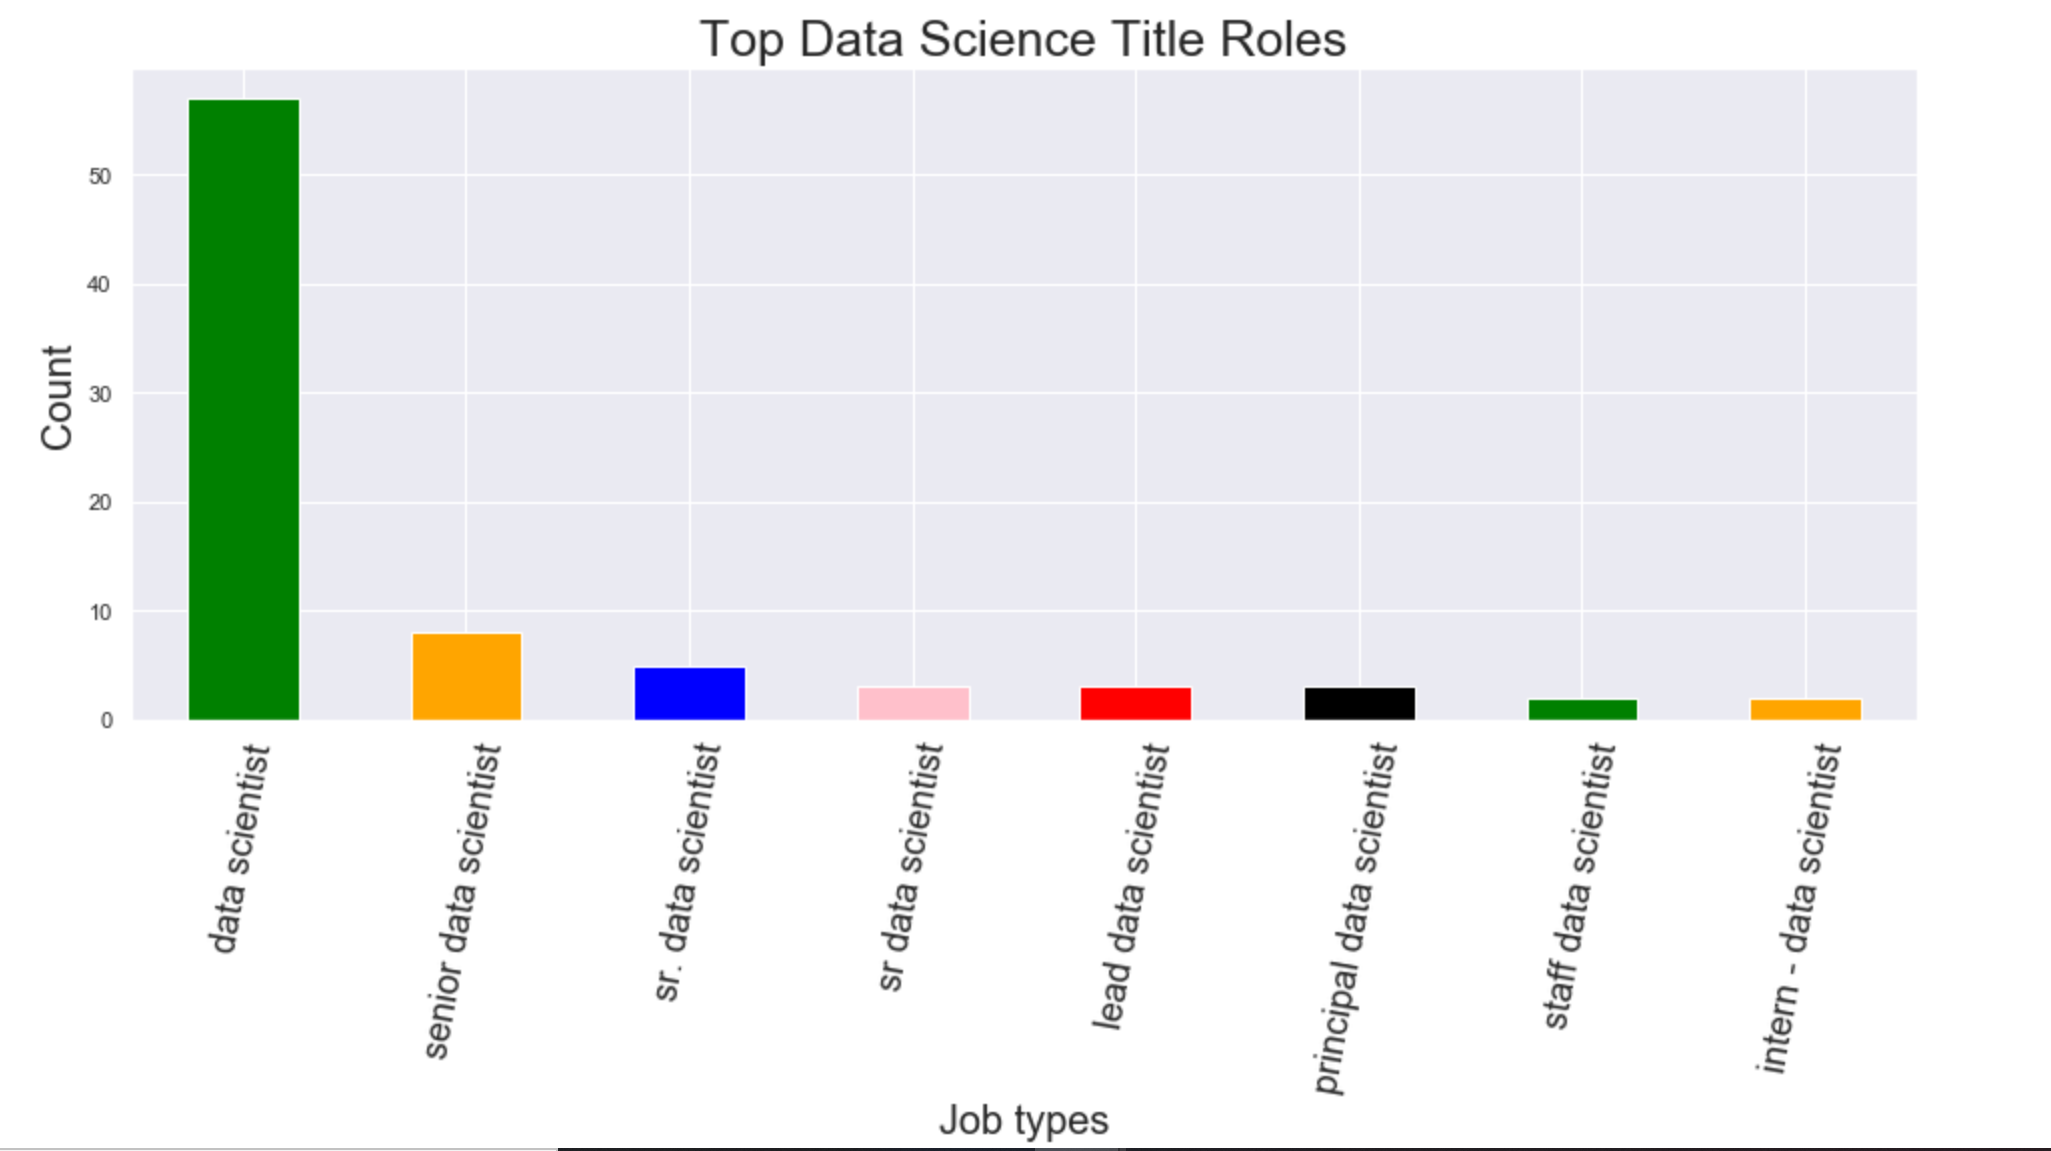 Top Data Science Title Roles
Count
50
40
30
20
10
0
data scientist
senior data scientist
sr. data scientist
sr data scientist
lead data scientist
principal data scientist
staff data scientist
intern - data scientist
Job types